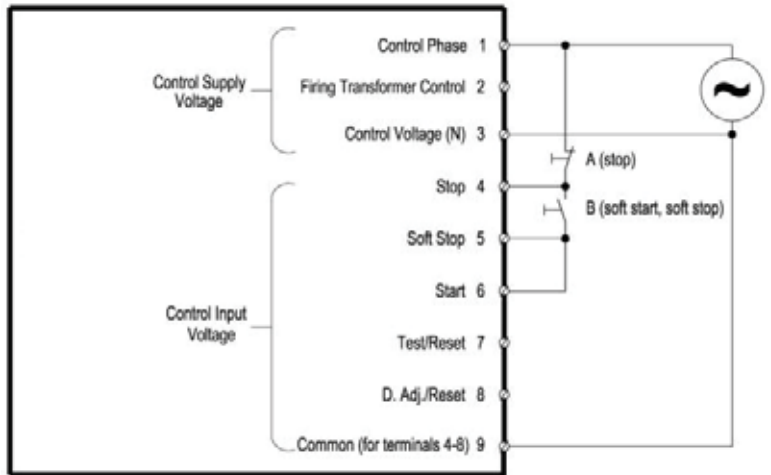 Control Phase 1
Control Supply
Voltage
Firing Transformer Control 2
Control Voltage (N) 3
A (stop)
Stop 4
B (soft start, soft stop)
Soft Stop 5
Start 6
Control Input
Voltage
Test/Reset 7
D. Adj./Reset 8
Common (for terminals 4-8) 9